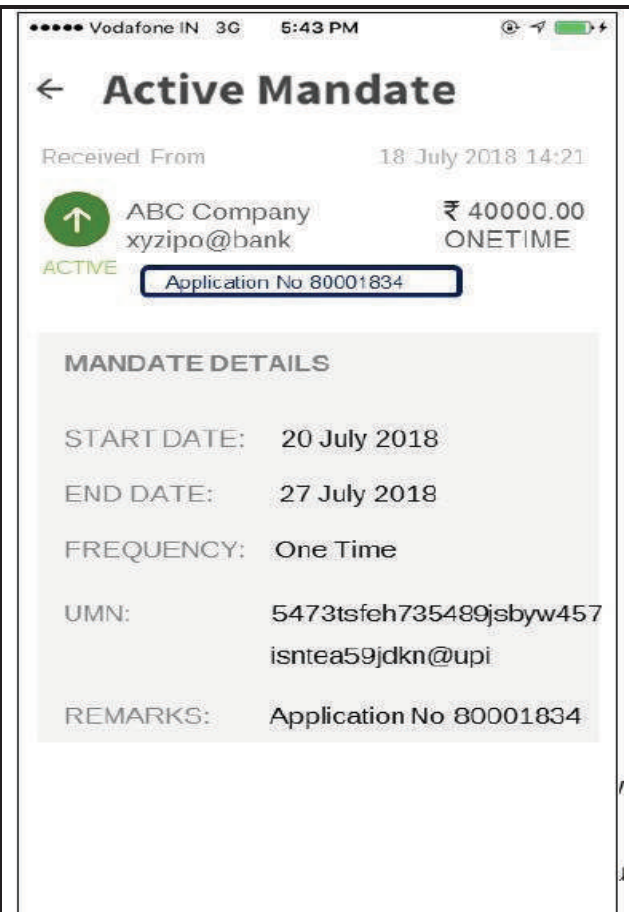 Vodafone IN 3G 5:43 PM
← Active Mandate
Received From 18 July 2018 14:21
ABC Company ₹ 40000.00
xyzipo@bank ONETIME
ACTIVE
Application No 80001834
MANDATE DETAILS
START DATE: 20 July 2018
END DATE: 27 July 2018
FREQUENCY: One Time
UMN: 5473tsfeh735489jsbyw457
isntea59jdkn@upi
REMARKS: Application No 80001834